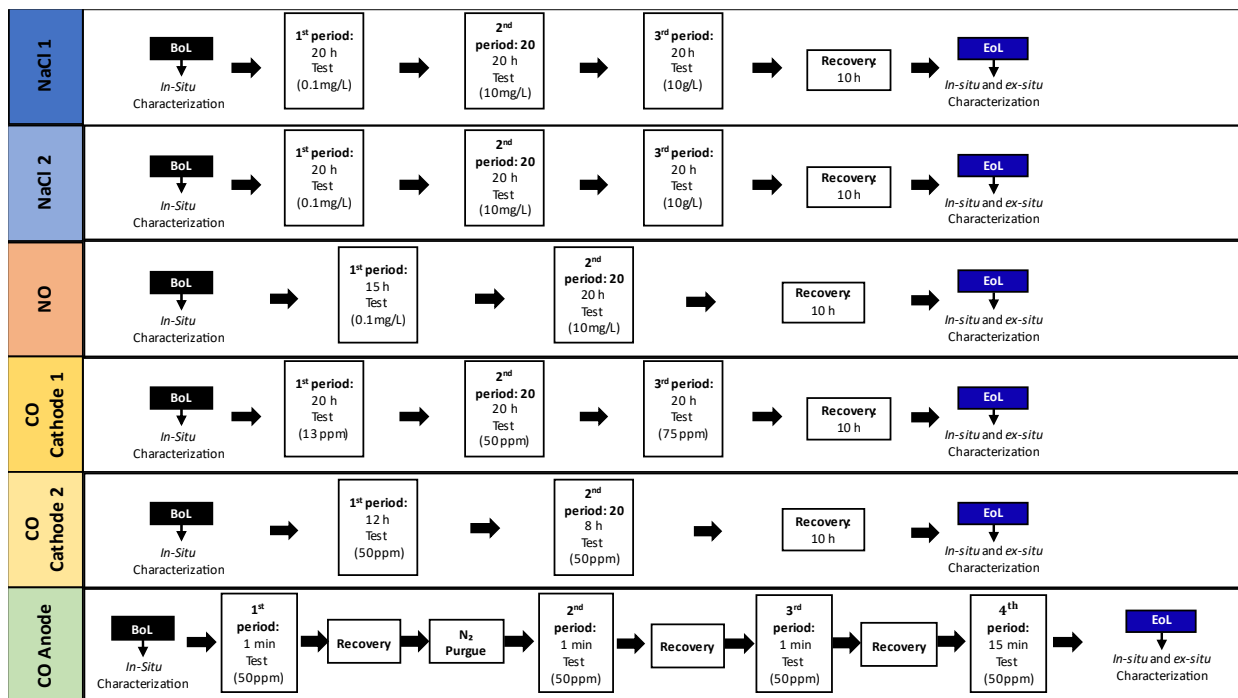 NaCl 1
BoL
In-Situ
Characterization
1st period:
20 h
Test
(0.1mg/L)
2nd
period: 20
20 h
Test
(10mg/L)
3rd period:
20 h
Test
(10g/L)
Recovery:
10 h
EoL
In-situ and ex-situ
Characterization
NaCl 2
BoL
In-Situ
Characterization
1st period:
20 h
Test
(0.1mg/L)
2nd
period: 20
20 h
Test
(10mg/L)
3rd period:
20 h
Test
(10g/L)
Recovery:
10 h
EoL
In-situ and ex-situ
Characterization
NO
BoL
In-Situ
Characterization
1st period:
15 h
Test
(0.1mg/L)
2nd
period: 20
20 h
Test
(10mg/L)
Recovery:
10 h
EoL
In-situ and ex-situ
Characterization
CO
Cathode 1
BoL
In-Situ
Characterization
1st period:
20 h
Test
(13 ppm)
2nd
period: 20
20 h
Test
(50ppm)
3rd period:
20 h
Test
(75 ppm)
Recovery:
10 h
EoL
In-situ and ex-situ
Characterization
CO
Cathode 2
BoL
In-Situ
Characterization
1st period:
12 h
Test
(50ppm)
2nd
period: 20
8 h
Test
(50ppm)
Recovery:
10 h
EoL
In-situ and ex-situ
Characterization
CO Anode
BoL
In-Situ
Characterization
1st
period:
1 min
Test
(50ppm)
Recovery
N₂
Purgue
2nd
period:
1 min
Test
(50ppm)
Recovery
3rd
period:
1 min
Test
(50ppm)
Recovery
4th
period:
15 min
Test
(50ppm)
EoL
In-situ and ex-situ
Characterization